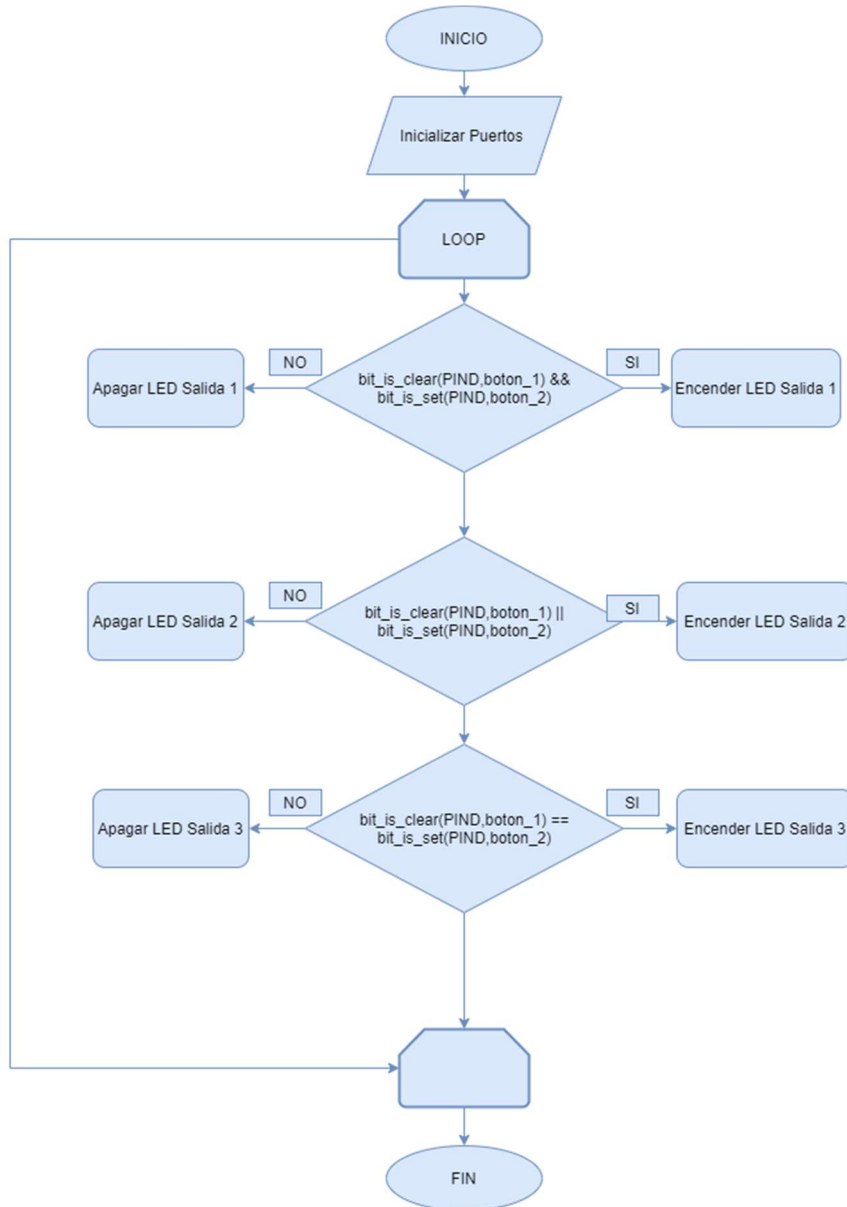 INICIO
Inicializar Puertos
LOOP
NO
SI
Apagar LED Salida 1
bit_is_clear(PIND,boton_1) &&
bit_is_set(PIND,boton_2)
Encender LED Salida 1
NO
SI
Apagar LED Salida 2
bit_is_clear(PIND,boton_1) ||
bit_is_set(PIND,boton_2)
Encender LED Salida 2
NO
SI
Apagar LED Salida 3
bit_is_clear(PIND,boton_1) ==
bit_is_set(PIND,boton_2)
Encender LED Salida 3
FIN